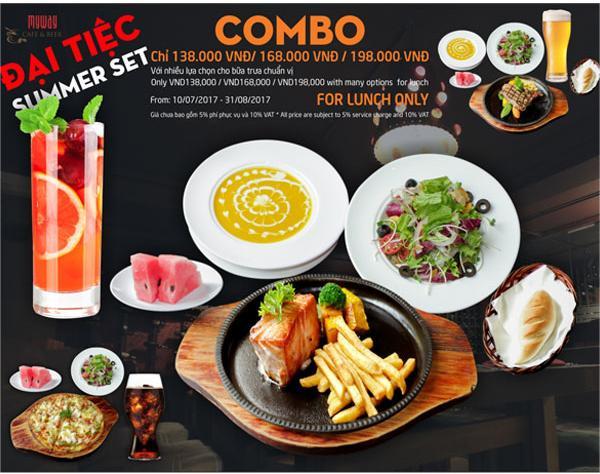 myway
CAFE & BEER
ĐẠI TIỆC
SUMMER SET
COMBO
Chỉ 138.000 VNĐ/ 168.000 VNĐ / 198.000 VNĐ
Với nhiều lựa chọn cho bữa trưa chuẩn vị
Only VND138,000 / VND168,000 / VND198,000 with many options for lunch
From: 10/07/2017 - 31/08/2017
FOR LUNCH ONLY
Giá chưa bao gồm 5% phí phục vụ và 10% VAT * All price are subject to 5% service charge and 10% VAT